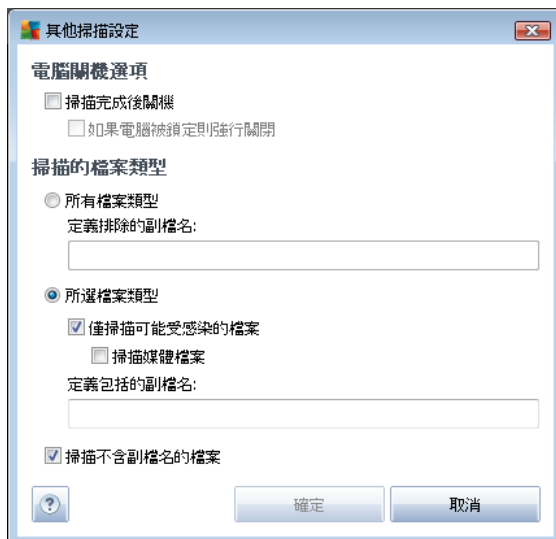 其他掃描設定
電腦關機選項
掃描完成後關機
如果電腦被鎖定則強行關閉
掃描的檔案類型
所有檔案類型
定義排除的副檔名:
所選檔案類型
僅掃描可能受感染的檔案
掃描媒體檔案
定義包括的副檔名:
掃描不含副檔名的檔案
?
確定
取消